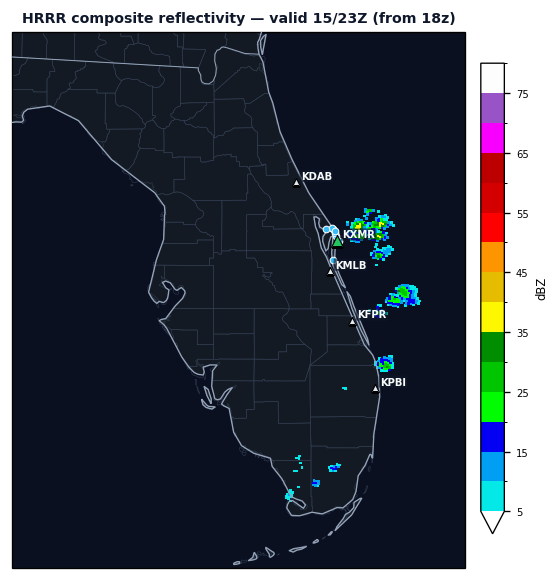 HRRR composite reflectivity — valid 15/23Z (from 18z)
KDAB
KXMR
KMLB
KFPR
KPBI
75
65
55
45
35
25
15
5
dBZ